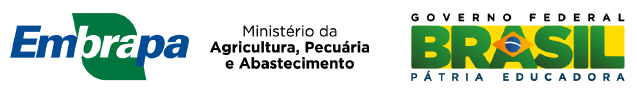 Embrapa
Ministério da
Agricultura, Pecuária
e Abastecimento
GOVERNO FEDERAL
BRASIL
PÁTRIA EDUCADORA